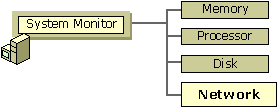 System Monitor
Memory
Processor
Disk
Network